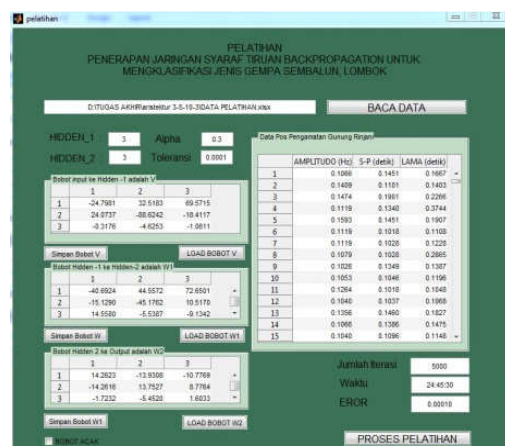 pelatihan
PELATIHAN
PENERAPAN JARINGAN SYARAF TIRUAN BACKPROPAGATION UNTUK
MENGKLASIFIKASI JENIS GEMPA SEMBALUN, LOMBOK
BACA DATA
HIDDEN_1 : 3 Alpha 0.3
HIDDEN_2 : 3 Toleransi 0.0001
Bobot input ke Hidden -1 adalah V
1 2 3
1 -24.7981 32.5183 69.5715
2 24.0737 -88.6242 -18.4117
3 -0.3176 -4.6253 -1.0811
Simpan Bobot V LOAD BOBOT V
Bobot Hidden -1 ke Hidden-2 adalah W1
1 2 3
1 -40.6924 44.5572 72.6501
2 -15.1290 -45.1762 10.5170
3 14.5580 -5.5387 -9.1342
Simpan Bobot W LOAD BOBOT W1
Bobot Hidden 2 ke Output adalah W2
1 2 3
1 14.2623 -13.9308 -10.7769
2 -14.2616 13.7527 8.7764
3 -1.7232 -5.4520 1.6033
Simpan Bobot W1 LOAD BOBOT W2
BOBOT ACAK
Data Pos Pengamatan Gunung Rinjani
AMPLITUDO (Hz) S-P (detik) LAMA (detik)
1 0.1066 0.1451 0.1667
2 0.1409 0.1181 0.1403
3 0.1474 0.1981 0.2266
4 0.1119 0.1340 0.3744
5 0.1593 0.1451 0.1907
6 0.1119 0.1018 0.1108
7 0.1119 0.1028 0.1228
8 0.1079 0.1028 0.2865
9 0.1026 0.1349 0.1387
10 0.1053 0.1046 0.1196
11 0.1264 0.1018 0.1048
12 0.1040 0.1037 0.1968
13 0.1356 0.1460 0.1827
14 0.1066 0.1386 0.1475
15 0.1040 0.1096 0.1148
Jumlah Iterasi 5000
Waktu 24:45:30
EROR 0.00010
PROSES PELATIHAN